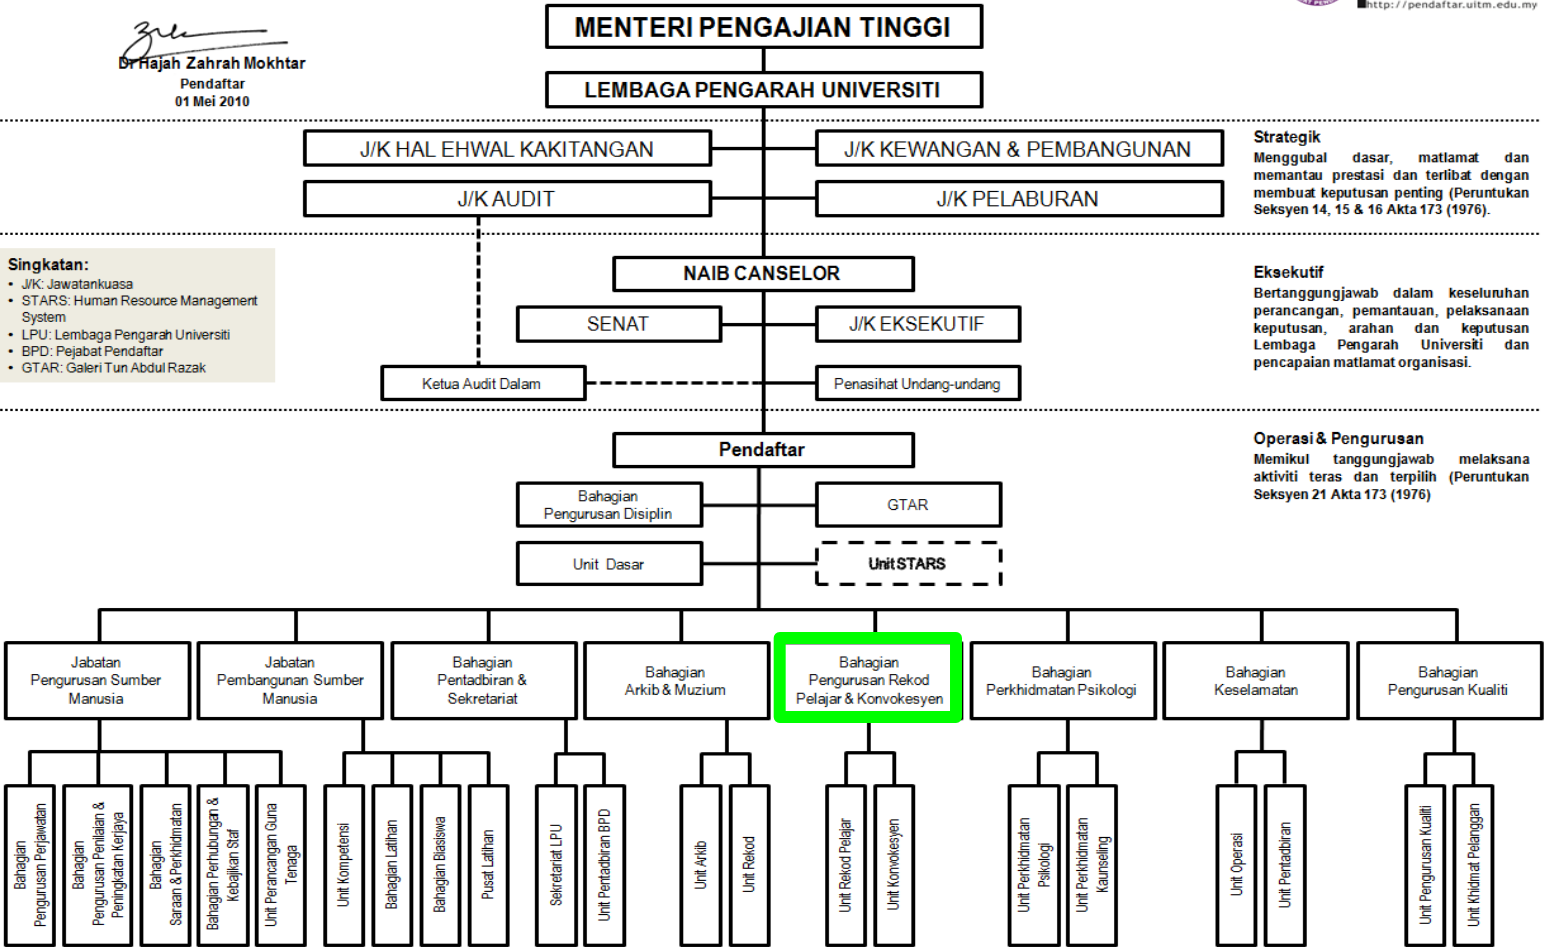 http://pendaftar.uitm.edu.my
MENTERI PENGAJIAN TINGGI
Dr Hajah Zahrah Mokhtar
Pendaftar
01 Mei 2010
LEMBAGA PENGARAH UNIVERSITI
J/K HAL EHWAL KAKITANGAN
J/K KEWANGAN & PEMBANGUNAN
J/K AUDIT
J/K PELABURAN
Strategik
Menggubal dasar, matlamat dan
memantau prestasi dan terlibat dengan
membuat keputusan penting (Peruntukan
Seksyen 14, 15 & 16 Akta 173 (1976).
Singkatan:
• J/K: Jawatankuasa
• STARS: Human Resource Management
System
• LPU: Lembaga Pengarah Universiti
• BPD: Pejabat Pendaftar
• GTAR: Galeri Tun Abdul Razak
NAIB CANSELOR
SENAT
J/K EKSEKUTIF
Ketua Audit Dalam
Penasihat Undang-undang
Eksekutif
Bertanggungjawab dalam keseluruhan
perancangan, pemantauan, pelaksanaan
keputusan, arahan dan keputusan
Lembaga Pengarah Universiti dan
pencapaian matlamat organisasi.
Pendaftar
Bahagian
Pengurusan Disiplin
GTAR
Unit Dasar
Unit STARS
Operasi & Pengurusan
Memikul tanggungjawab melaksana
aktiviti teras dan terpilih (Peruntukan
Seksyen 21 Akta 173 (1976)
Jabatan
Pengurusan Sumber
Manusia
Jabatan
Pembangunan Sumber
Manusia
Bahagian
Pentadbiran &
Sekretariat
Bahagian
Arkib & Muzium
Bahagian
Pengurusan Rekod
Pelajar & Konvokesyen
Bahagian
Perkhidmatan Psikologi
Bahagian
Keselamatan
Bahagian
Pengurusan Kualiti
Bahagian
Pengurusan Perjawatan
Bahagian
Pengurusan Penilaian &
Peningkatan Kerjaya
Bahagian
Saraan & Perkhidmatan
Bahagian Perhubungan &
Kebajikan Staf
Unit Perancangan Guna
Tenaga
Unit Kompetensi
Bahagian Latihan
Bahagian Biasiswa
Pusat Latihan
Sekretariat LPU
Unit Pentadbiran BPD
Unit Arkib
Unit Rekod
Unit Rekod Pelajar
Unit Konvokesyen
Unit Perkhidmatan
Psikologi
Unit Perkhidmatan
Kaunseling
Unit Operasi
Unit Pentadbiran
Unit Pengurusan Kualiti
Unit Khidmat Pelanggan